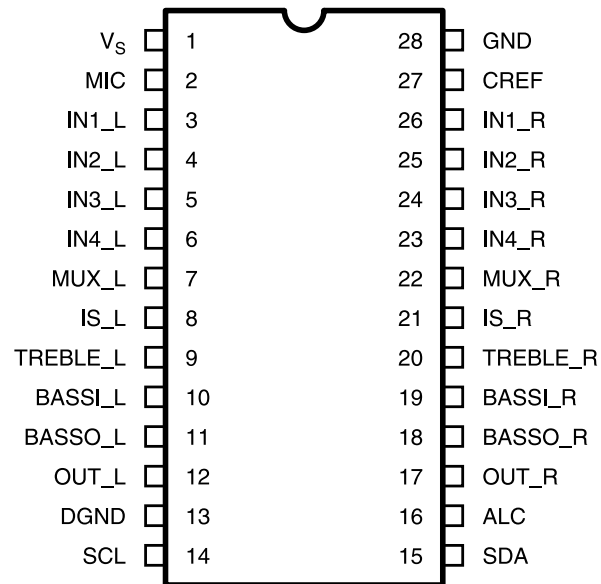 V_S 1 28 GND
MIC 2 27 CREF
IN1_L 3 26 IN1_R
IN2_L 4 25 IN2_R
IN3_L 5 24 IN3_R
IN4_L 6 23 IN4_R
MUX_L 7 22 MUX_R
IS_L 8 21 IS_R
TREBLE_L 9 20 TREBLE_R
BASSI_L 10 19 BASSI_R
BASSO_L 11 18 BASSO_R
OUT_L 12 17 OUT_R
DGND 13 16 ALC
SCL 14 15 SDA